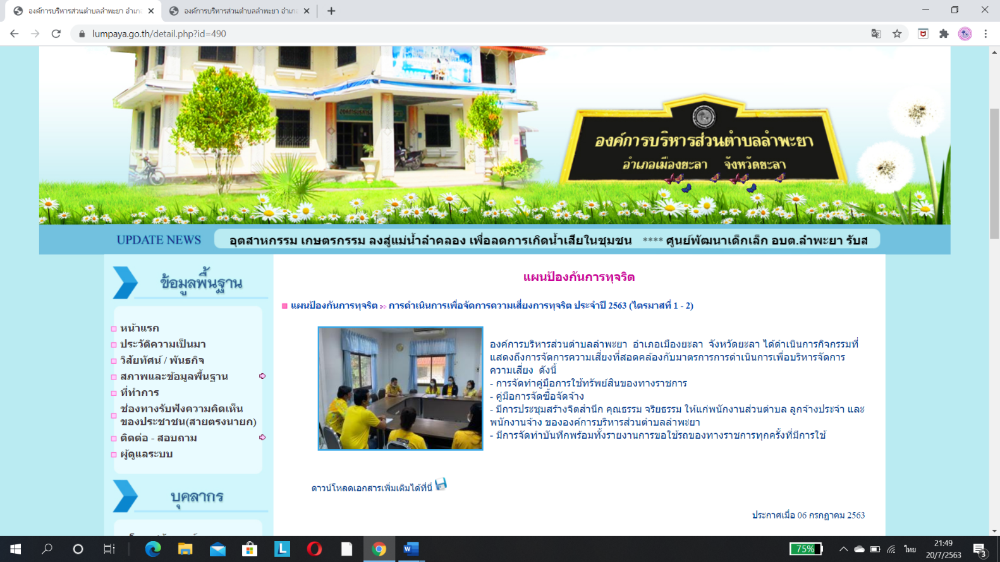 องค์การบริหารส่วนตำบลลำพะยา อำเภ
องค์การบริหารส่วนตำบลลำพะยา อำเภ
lumpaya.go.th/detail.php?id=490
องค์การบริหารส่วนตำบลลำพะยา
อำเภอเมืองยะลา จังหวัดยะลา
UPDATE NEWS
อุตสาหกรรม เกษตรกรรม ลงสู่แม่น้ำลำคลอง เพื่อลดการเกิดน้ำเสียในชุมชน **** ศูนย์พัฒนาเด็กเล็ก อบต.ลำพะยา รับส
ข้อมูลพื้นฐาน
หน้าแรก
ประวัติความเป็นมา
วิสัยทัศน์ / พันธกิจ
สภาพและข้อมูลพื้นฐาน
ที่ทำการ
ช่องทางรับฟังความคิดเห็น
ของประชาชน(สายตรงนายก)
ติดต่อ - สอบถาม
ผู้ดูแลระบบ
บุคลากร
แผนป้องกันการทุจริต
แผนป้องกันการทุจริต >> การดำเนินการเพื่อจัดการความเสี่ยงการทุจริต ประจำปี 2563 (ไตรมาสที่ 1 - 2)
องค์การบริหารส่วนตำบลลำพะยา อำเภอเมืองยะลา จังหวัดยะลา ได้ดำเนินการกิจกรรมที่
แสดงถึงการจัดการความเสี่ยงที่สอดคล้องกับมาตรการการดำเนินการเพื่อบริหารจัดการ
ความเสี่ยง ดังนี้
- การจัดทำคู่มือการใช้ทรัพย์สินของทางราชการ
- คู่มือการจัดซื้อจัดจ้าง
- มีการประชุมสร้างจิตสำนึก คุณธรรม จริยธรรม ให้แก่พนักงานส่วนตำบล ลูกจ้างประจำ และ
พนักงานจ้าง ขององค์การบริหารส่วนตำบลลำพะยา
- มีการจัดทำบันทึกพร้อมทั้งรายงานการขอใช้รถของทางราชการทุกครั้งที่มีการใช้
ดาวน์โหลดเอกสารเพิ่มเติมได้ที่นี่
ประกาศเมื่อ 06 กรกฏาคม 2563
75%
ไทย
21:49
20/7/2563
3